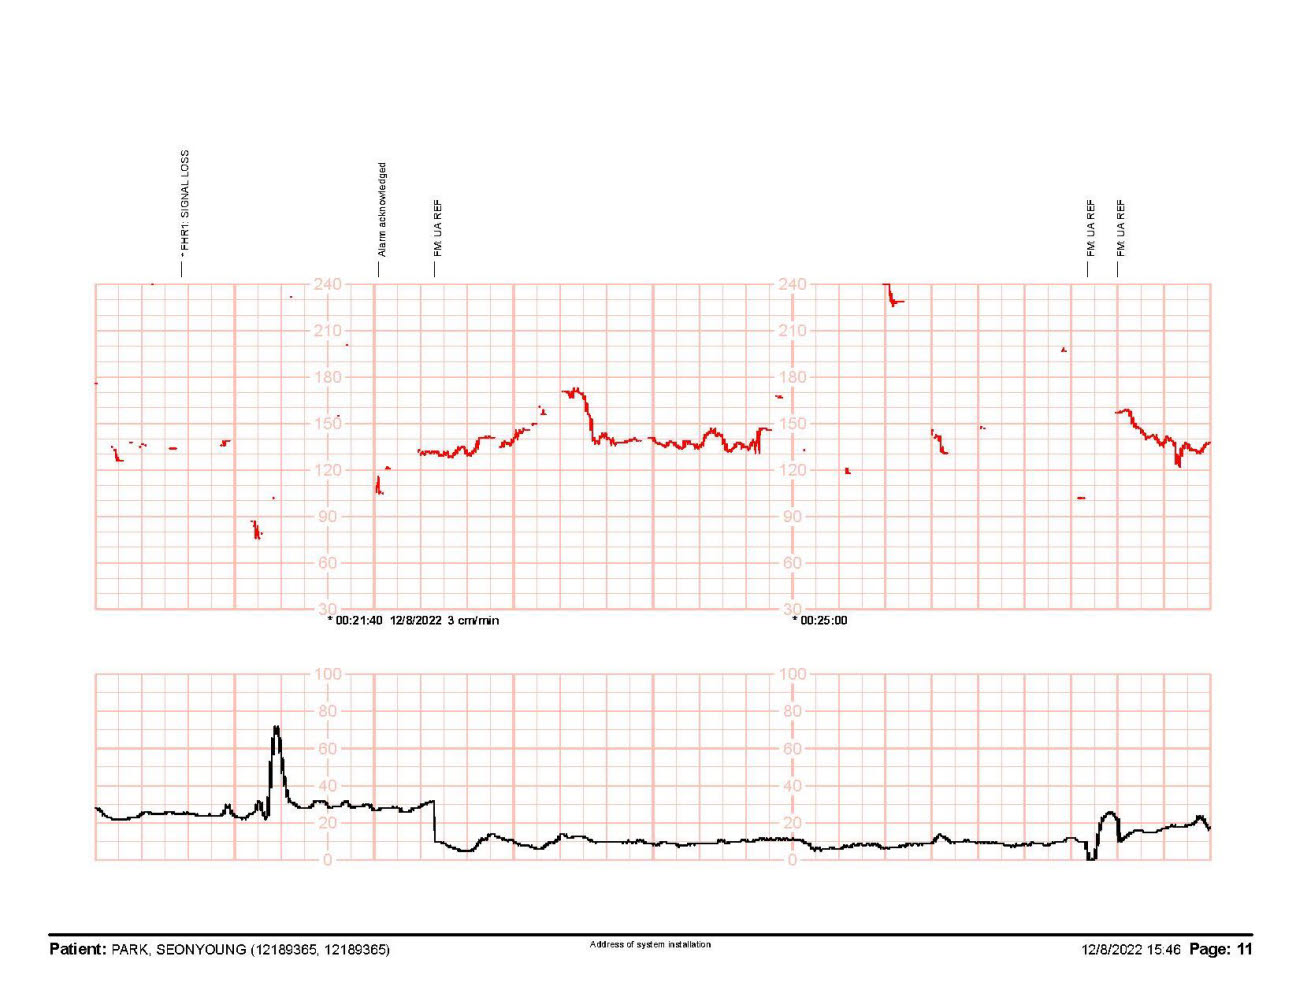 * FHR1: SIGNAL LOSS
Alarm acknowledged
FM: UA REF
FM: UA REF
FM: UA REF
240 240
210 210
180 180
150 150
120 120
90 90
60 60
30 30
* 00:21:40 12/8/2022 3 cm/min * 00:25:00
100 100
80 80
60 60
40 40
20 20
0 0
Patient: PARK, SEONYOUNG (12189365, 12189365) Address of system installation 12/8/2022 15:46 Page: 11